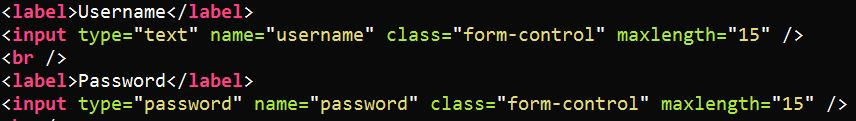 <label>Username</label>
<input type="text" name="username" class="form-control" maxlength="15" />
<br />
<label>Password</label>
<input type="password" name="password" class="form-control" maxlength="15" />